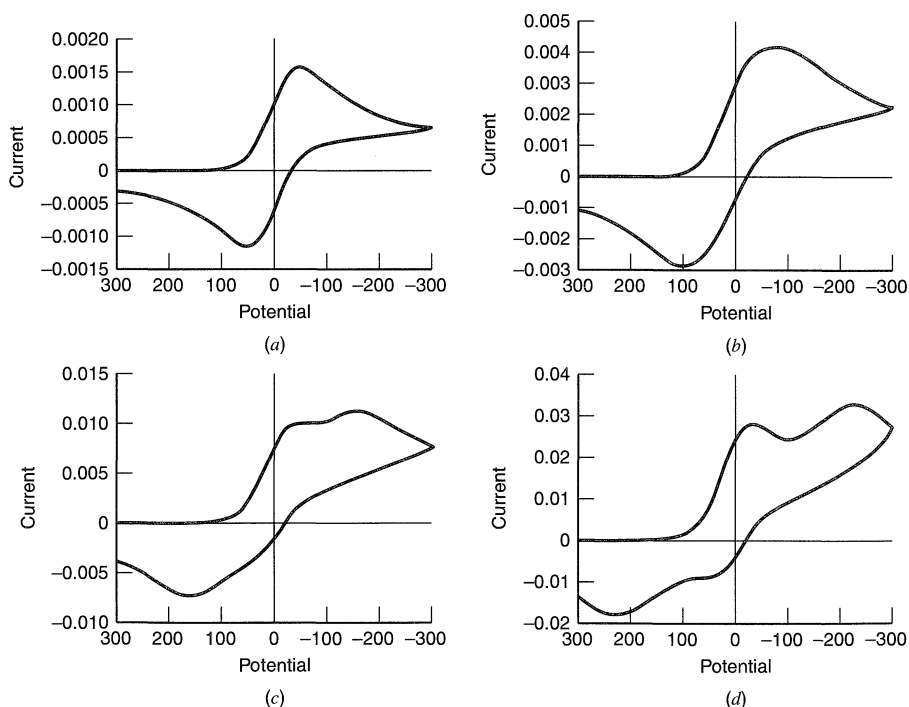 0.0020
0.0015
0.0010
0.0005
0
−0.0005
−0.0010
−0.0015
Current
300 200 100 0 −100 −200 −300
Potential
(a)
0.005
0.004
0.003
0.002
0.001
0
−0.001
−0.002
−0.003
Current
300 200 100 0 −100 −200 −300
Potential
(b)
0.015
0.010
0.005
0
−0.005
−0.010
Current
300 200 100 0 −100 −200 −300
Potential
(c)
0.04
0.03
0.02
0.01
0
−0.01
−0.02
Current
300 200 100 0 −100 −200 −300
Potential
(d)